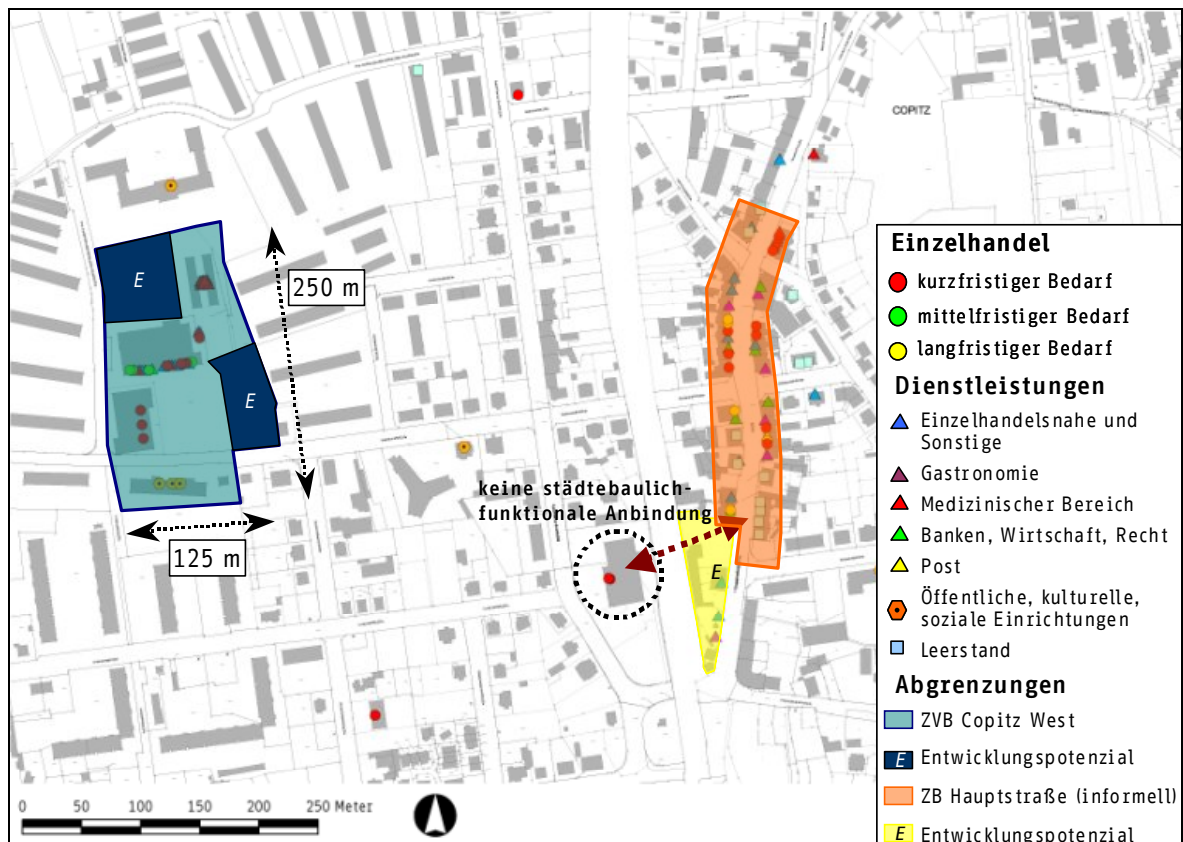 COPITZ
E
250 m
E
125 m
keine städtebaulich-
funktionale Anbindung
E
Einzelhandel
kurzfristiger Bedarf
mittelfristiger Bedarf
langfristiger Bedarf
Dienstleistungen
Einzelhandelsnahe und
Sonstige
Gastronomie
Medizinischer Bereich
Banken, Wirtschaft, Recht
Post
Öffentliche, kulturelle,
soziale Einrichtungen
Leerstand
Abgrenzungen
ZVB Copitz West
E Entwicklungspotenzial
ZB Hauptstraße (informell)
E Entwicklungspotenzial
0 50 100 150 200 250 Meter